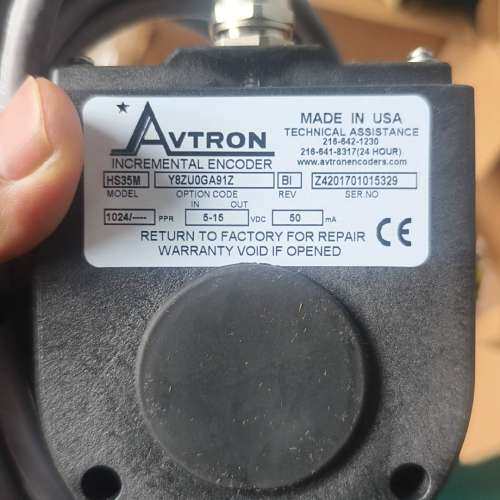 AVTRON
INCREMENTAL ENCODER
MADE IN USA
TECHNICAL ASSISTANCE
216-642-1230
216-641-8317(24 HOUR)
www.avtronencoders.com
HS35M Y8ZU0GA91Z BI Z4201701015329
MODEL OPTION CODE REV SER.NO
IN OUT
1024/---- PPR 5-15 VDC 50 mA
RETURN TO FACTORY FOR REPAIR
WARRANTY VOID IF OPENED
CE